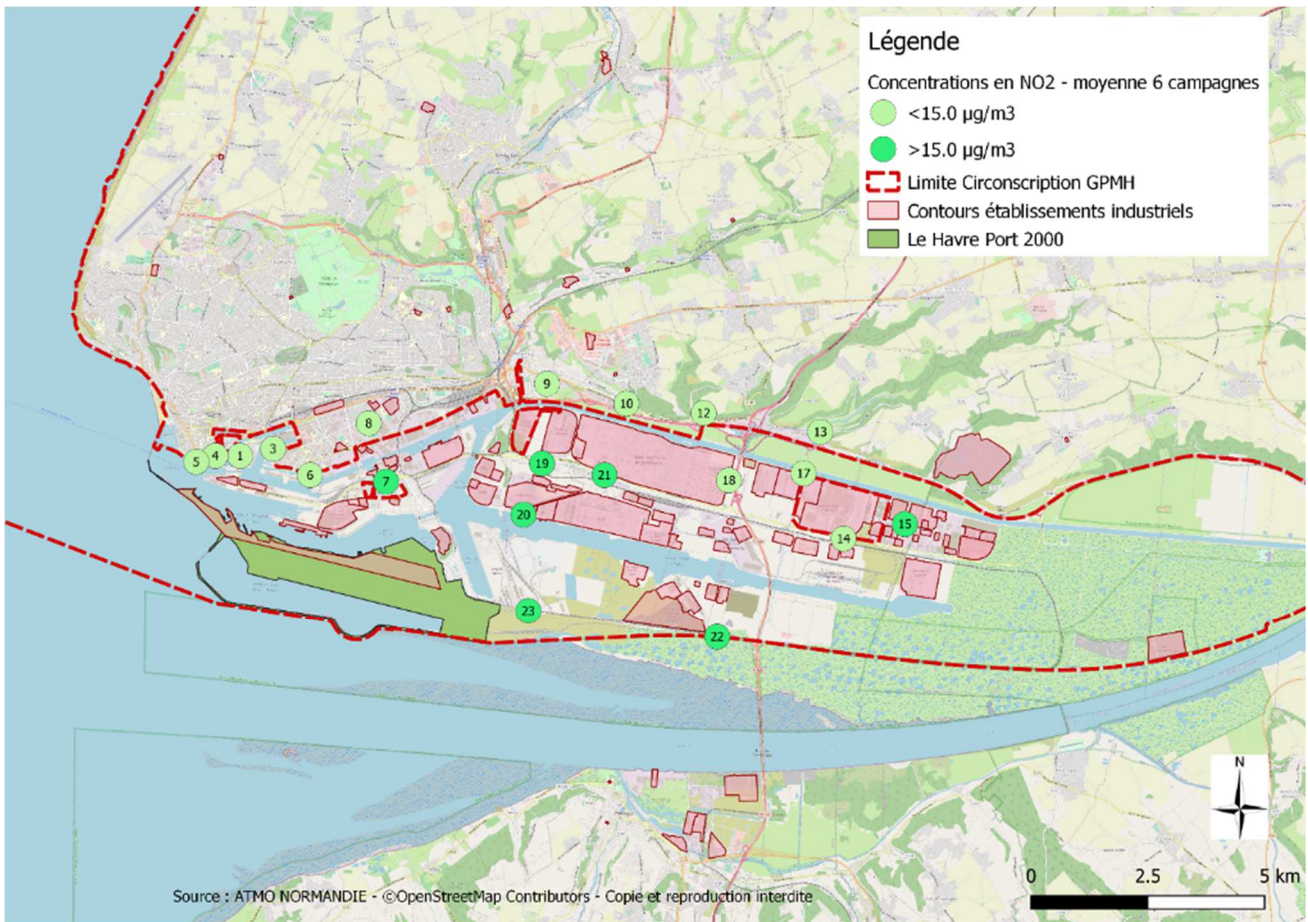 Légende
Concentrations en NO2 - moyenne 6 campagnes
<15.0 µg/m3
>15.0 µg/m3
Limite Circonscription GPMH
Contours établissements industriels
Le Havre Port 2000
9
10
12
13
8
5
4
1
3
6
7
19
21
18
17
20
15
14
23
22
N
Source : ATMO NORMANDIE - ©OpenStreetMap Contributors - Copie et reproduction interdite
0 2.5 5 km